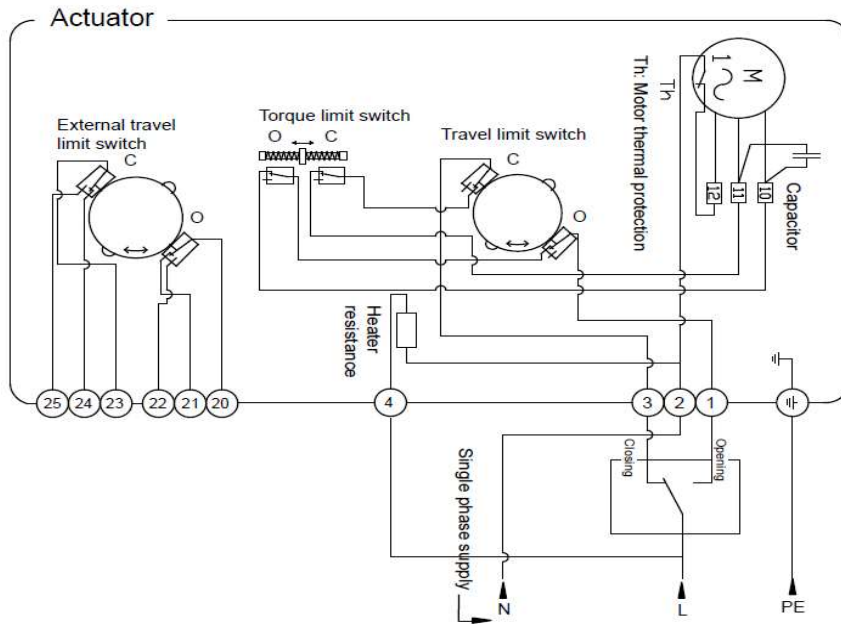 Actuator
M
1
Th
Th: Motor thermal protection
External travel
limit switch
C
O
Torque limit switch
O
C
Travel limit switch
C
O
12
11
10
Capacitor
Heater
resistance
25
24
23
22
21
20
4
3
2
1
Closing
Opening
Single phase supply
N
L
PE